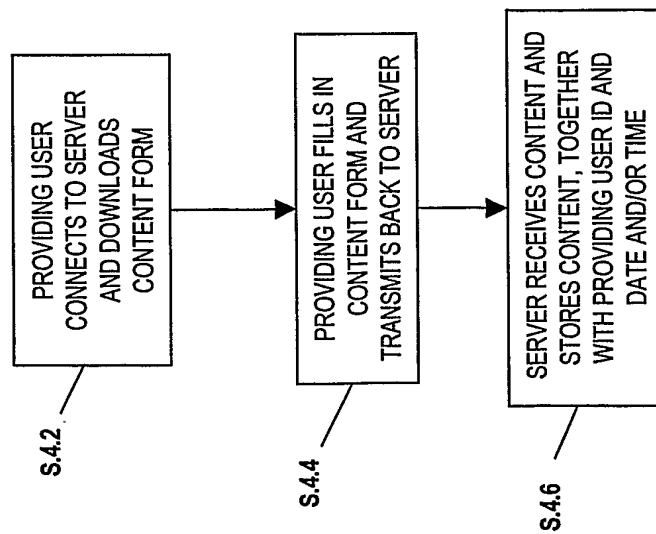 PROVIDING USER
CONNECTS TO SERVER
AND DOWNLOADS
CONTENT FORM
S.4.2
PROVIDING USER FILLS IN
CONTENT FORM AND
TRANSMITS BACK TO SERVER
S.4.4
SERVER RECEIVES CONTENT AND
STORES CONTENT, TOGETHER
WITH PROVIDING USER ID AND
DATE AND/OR TIME
S.4.6